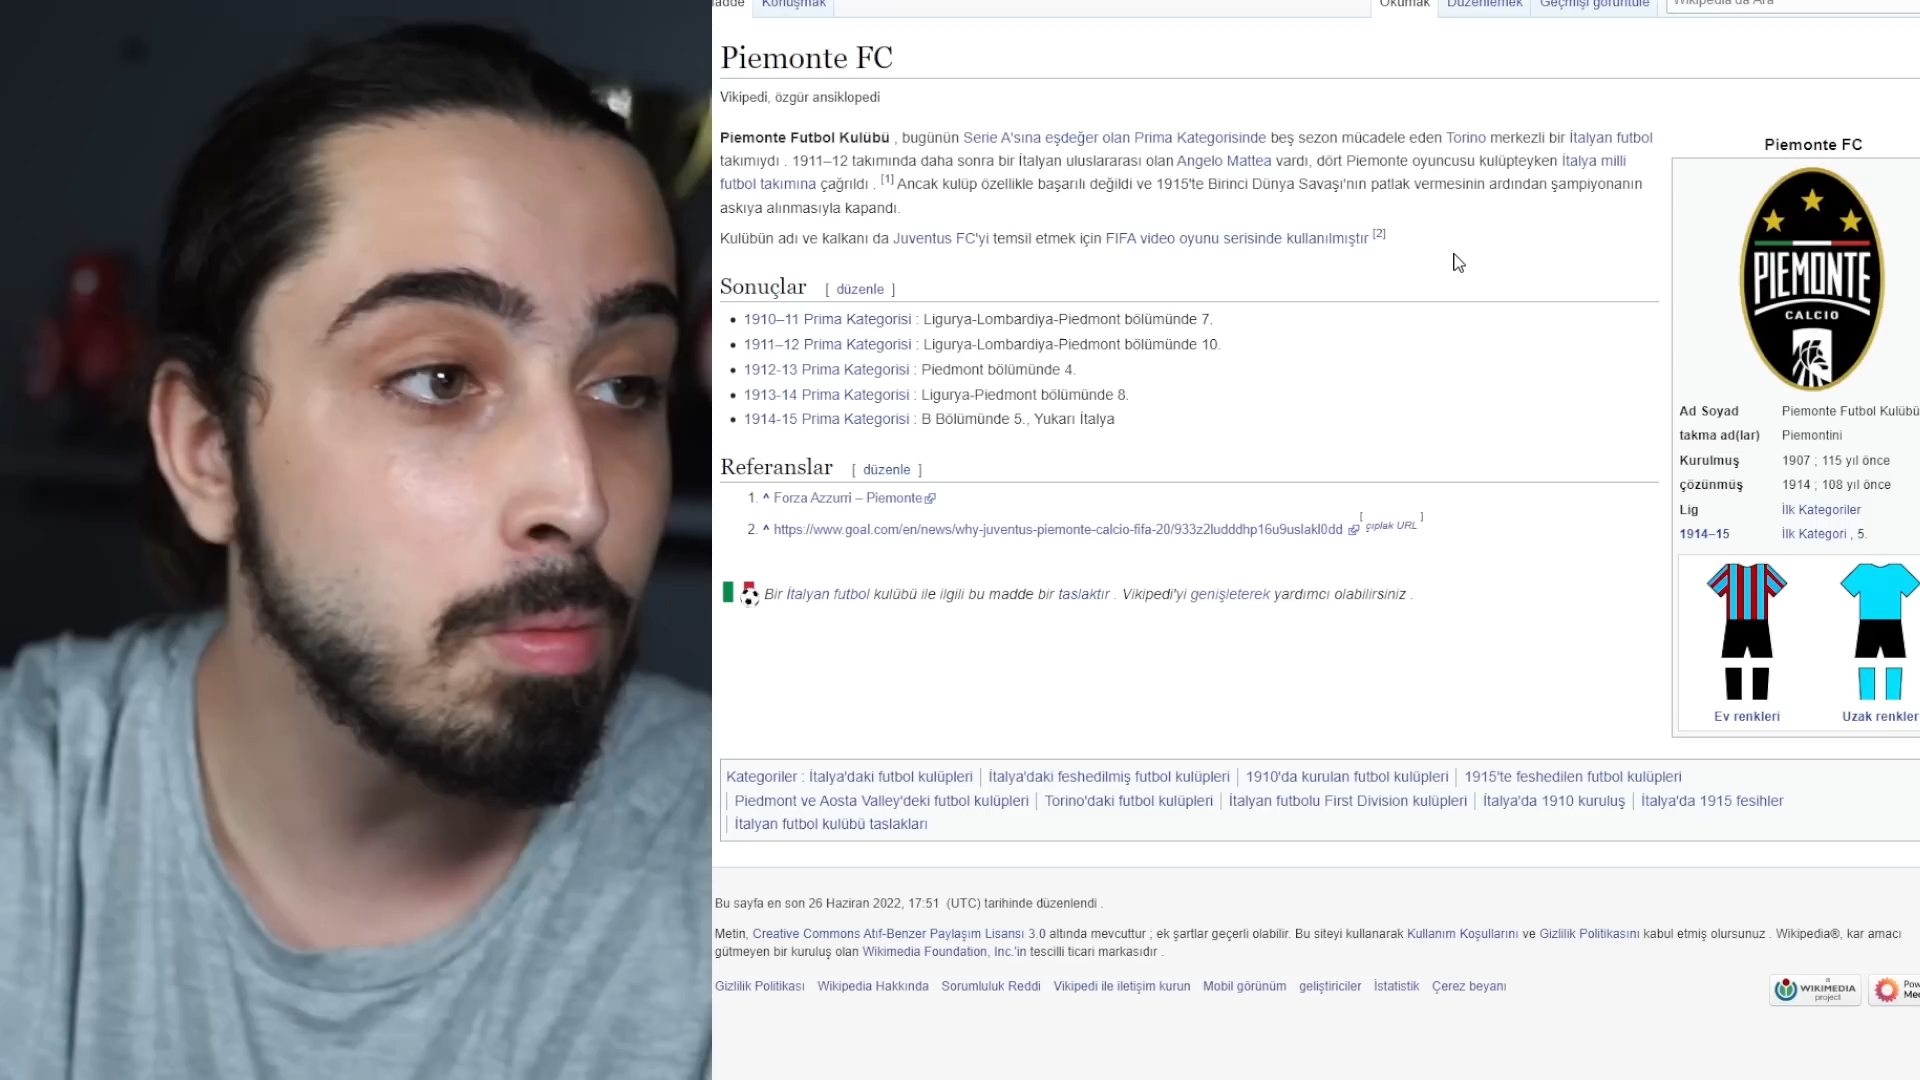 Konuşmak
Okumak
Düzenlemek
Geçmişi görüntüle
Wikipedia'da Ara
Piemonte FC
Vikipedi, özgür ansiklopedi
Piemonte Futbol Kulübü , bugünün Serie A'sına eşdeğer olan Prima Kategorisinde beş sezon mücadele eden Torino merkezli bir İtalyan futbol
takımıydı . 1911–12 takımında daha sonra bir İtalyan uluslararası olan Angelo Mattea vardı, dört Piemonte oyuncusu kulüpteyken İtalya milli
futbol takımına çağrıldı . [1] Ancak kulüp özellikle başarılı değildi ve 1915'te Birinci Dünya Savaşı'nın patlak vermesinin ardından şampiyonanın
askıya alınmasıyla kapandı.
Kulübün adı ve kalkanı da Juventus FC'yi temsil etmek için FIFA video oyunu serisinde kullanılmıştır [2]
Sonuçlar [ düzenle ]
1910–11 Prima Kategorisi : Ligurya-Lombardiya-Piedmont bölümünde 7.
1911–12 Prima Kategorisi : Ligurya-Lombardiya-Piedmont bölümünde 10.
1912-13 Prima Kategorisi : Piedmont bölümünde 4.
1913-14 Prima Kategorisi : Ligurya-Piedmont bölümünde 8.
1914-15 Prima Kategorisi : B Bölümünde 5., Yukarı İtalya
Referanslar [ düzenle ]
1. ^ Forza Azzurri – Piemonte
2. ^ https://www.goal.com/en/news/why-juventus-piemonte-calcio-fifa-20/933z2ludddhp16u9uslakl0dd [ çıplak URL ]
Bir İtalyan futbol kulübü ile ilgili bu madde bir taslaktır . Vikipedi'yi genişleterek yardımcı olabilirsiniz .
Piemonte FC
PIEMONTE
CALCIO
Ad Soyad Piemonte Futbol Kulübü
takma ad(lar) Piemontini
Kurulmuş 1907 ; 115 yıl önce
çözünmüş 1914 ; 108 yıl önce
Lig İlk Kategoriler
1914–15 İlk Kategori , 5.
Ev renkleri
Uzak renkler
Kategoriler : İtalya'daki futbol kulüpleri | İtalya'daki feshedilmiş futbol kulüpleri | 1910'da kurulan futbol kulüpleri | 1915'te feshedilen futbol kulüpleri
| Piedmont ve Aosta Valley'deki futbol kulüpleri | Torino'daki futbol kulüpleri | İtalyan futbolu First Division kulüpleri | İtalya'da 1910 kuruluş | İtalya'da 1915 fesihler
| İtalyan futbol kulübü taslakları
Bu sayfa en son 26 Haziran 2022, 17:51 (UTC) tarihinde düzenlendi .
Metin, Creative Commons Atıf-Benzer Paylaşım Lisansı 3.0 altında mevcuttur ; ek şartlar geçerli olabilir. Bu siteyi kullanarak Kullanım Koşullarını ve Gizlilik Politikasını kabul etmiş olursunuz . Wikipedia®, kar amacı
gütmeyen bir kuruluş olan Wikimedia Foundation, Inc.'in tescilli ticari markasıdır .
Gizlilik Politikası Wikipedia Hakkında Sorumluluk Reddi Vikipedi ile iletişim kurun Mobil görünüm geliştiriciler İstatistik Çerez beyanı
a
WIKIMEDIA
project